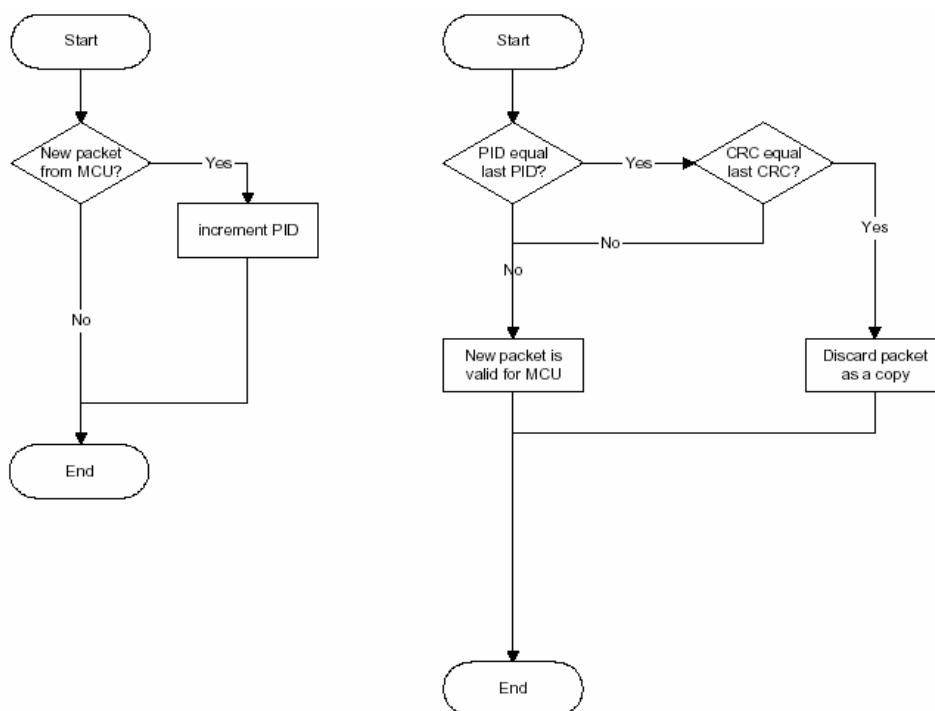 Start
New packet
from MCU?
Yes
increment PID
No
End
Start
PID equal
last PID?
Yes
CRC equal
last CRC?
No
Yes
No
New packet is
valid for MCU
Discard packet
as a copy
End